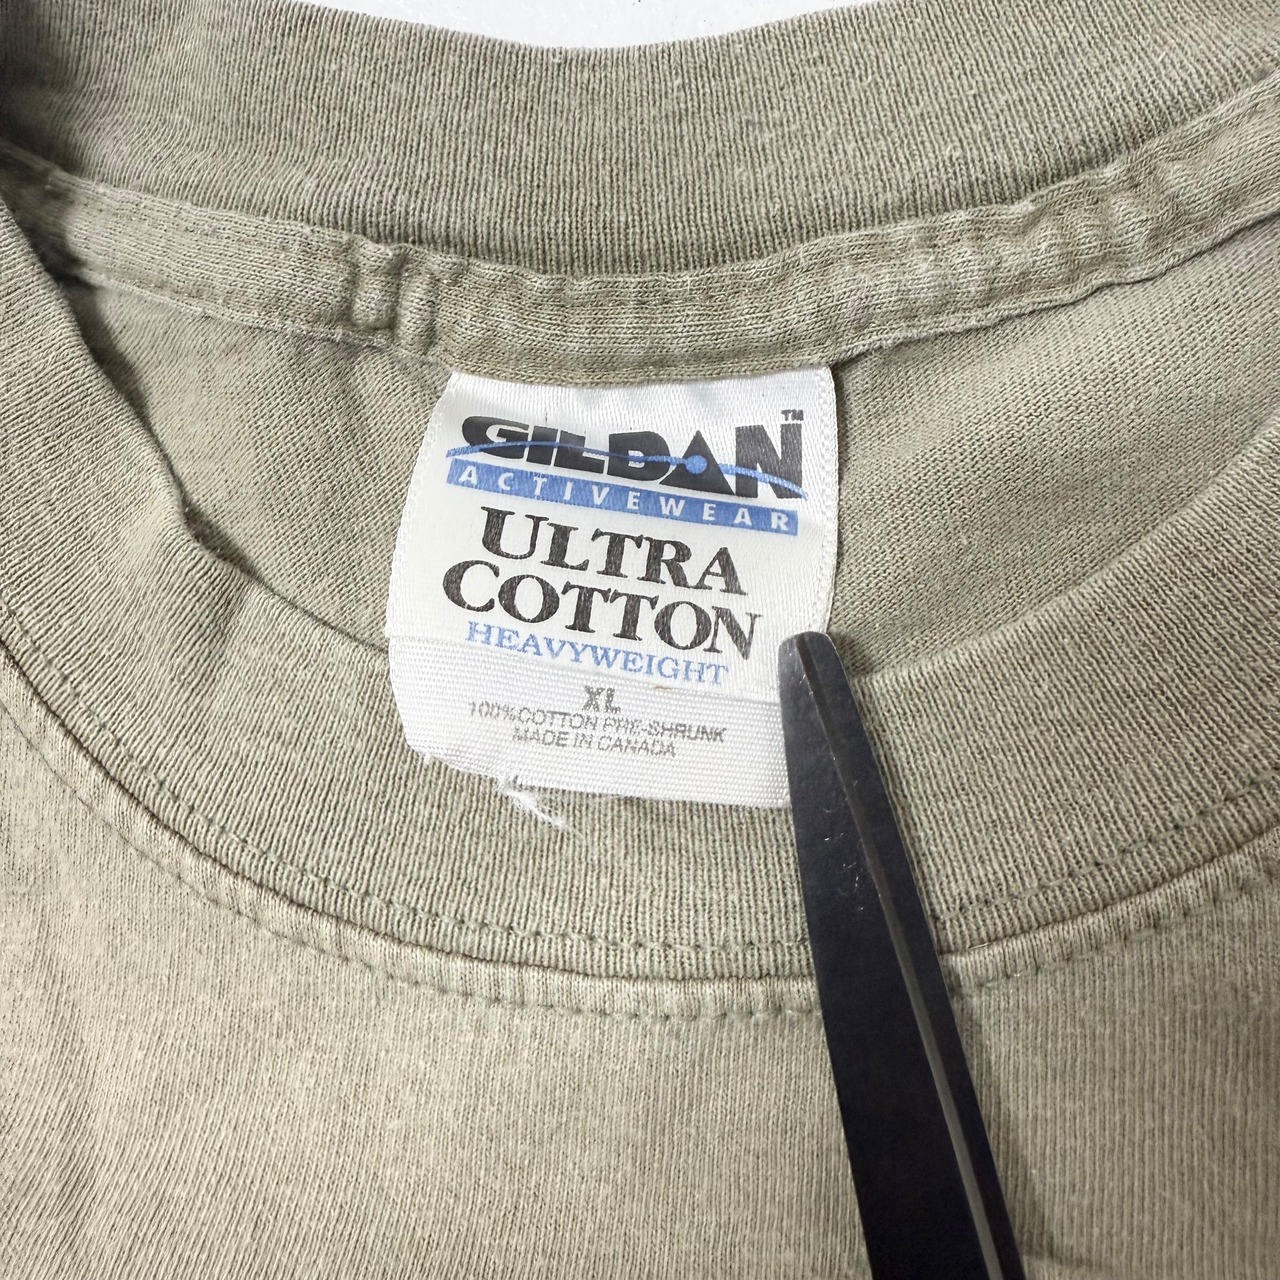 GILDAN™
ACTIVEWEAR
ULTRA
COTTON
HEAVYWEIGHT
XL
100%COTTON PRE-SHRUNK
MADE IN CANADA